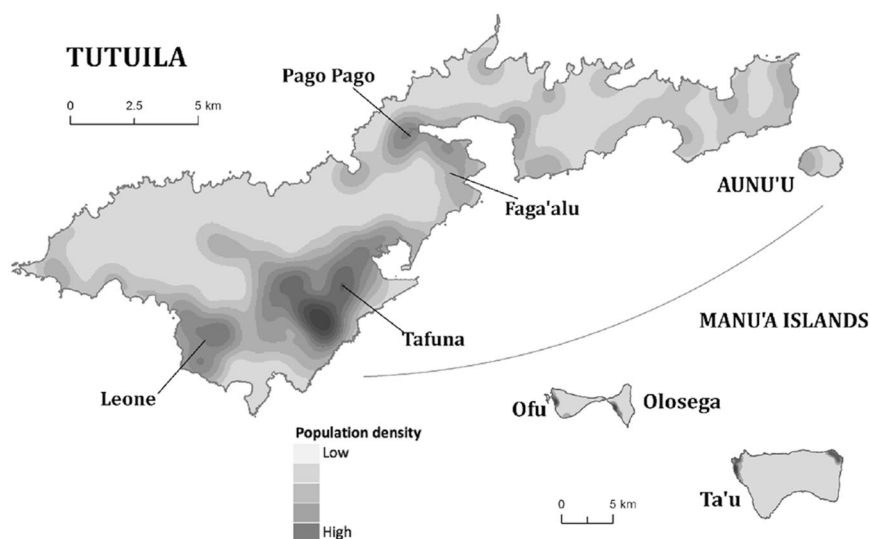 TUTUILA
0 2.5 5 km
Pago Pago
Faga'alu
AUNU'U
MANU'A ISLANDS
Tafuna
Leone
Ofu
Olosega
Ta'u
Population density
Low
High
0 5 km